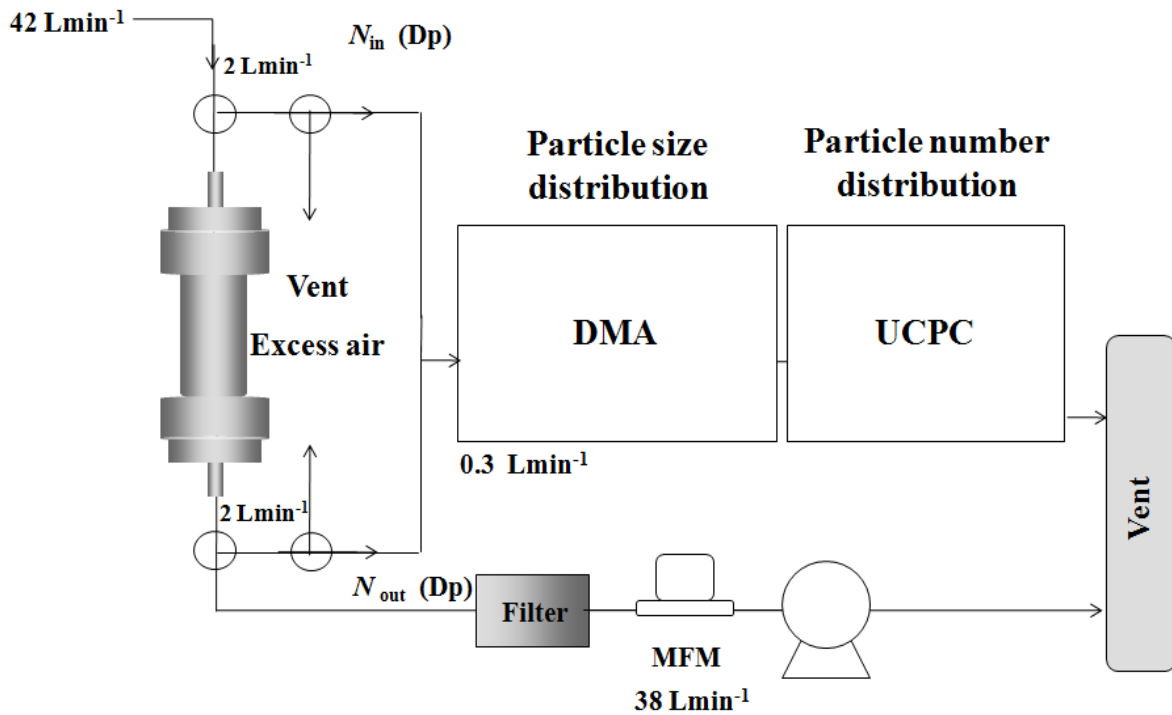 42 Lmin-1
Nin (Dp)
2 Lmin-1
Particle size
distribution
Particle number
distribution
Vent
Excess air
DMA
UCPC
0.3 Lmin-1
2 Lmin-1
Nout (Dp)
Filter
MFM
38 Lmin-1
Vent